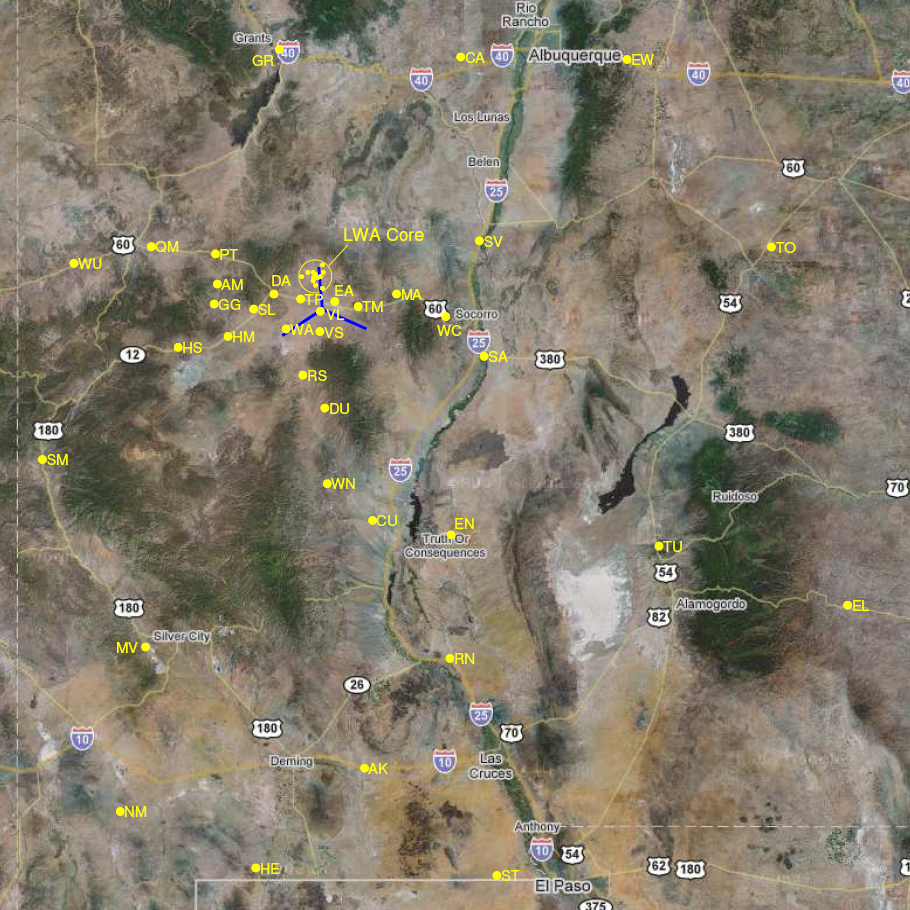 Rio
Rancho
Grants
40
GR
CA
40
Albuquerque
EW
40
40
40
Los Lunas
Belen
60
25
LWA Core
60
QM
SV
TO
WU
PT
AM
DA
EA
MA
GG
SL
TP
TM
60
54
VL
WC
Socorro
WA
VS
HM
25
HS
12
SA
380
RS
DU
180
380
SM
25
WN
70
Ruidoso
CU
EN
Truth Or
Consequences
TU
54
180
Alamogordo
EL
82
Silver City
MV
RN
26
25
180
70
10
Deming
AK
10
Las
Cruces
NM
Anthony
10
54
HE
62
180
ST
El Paso
375